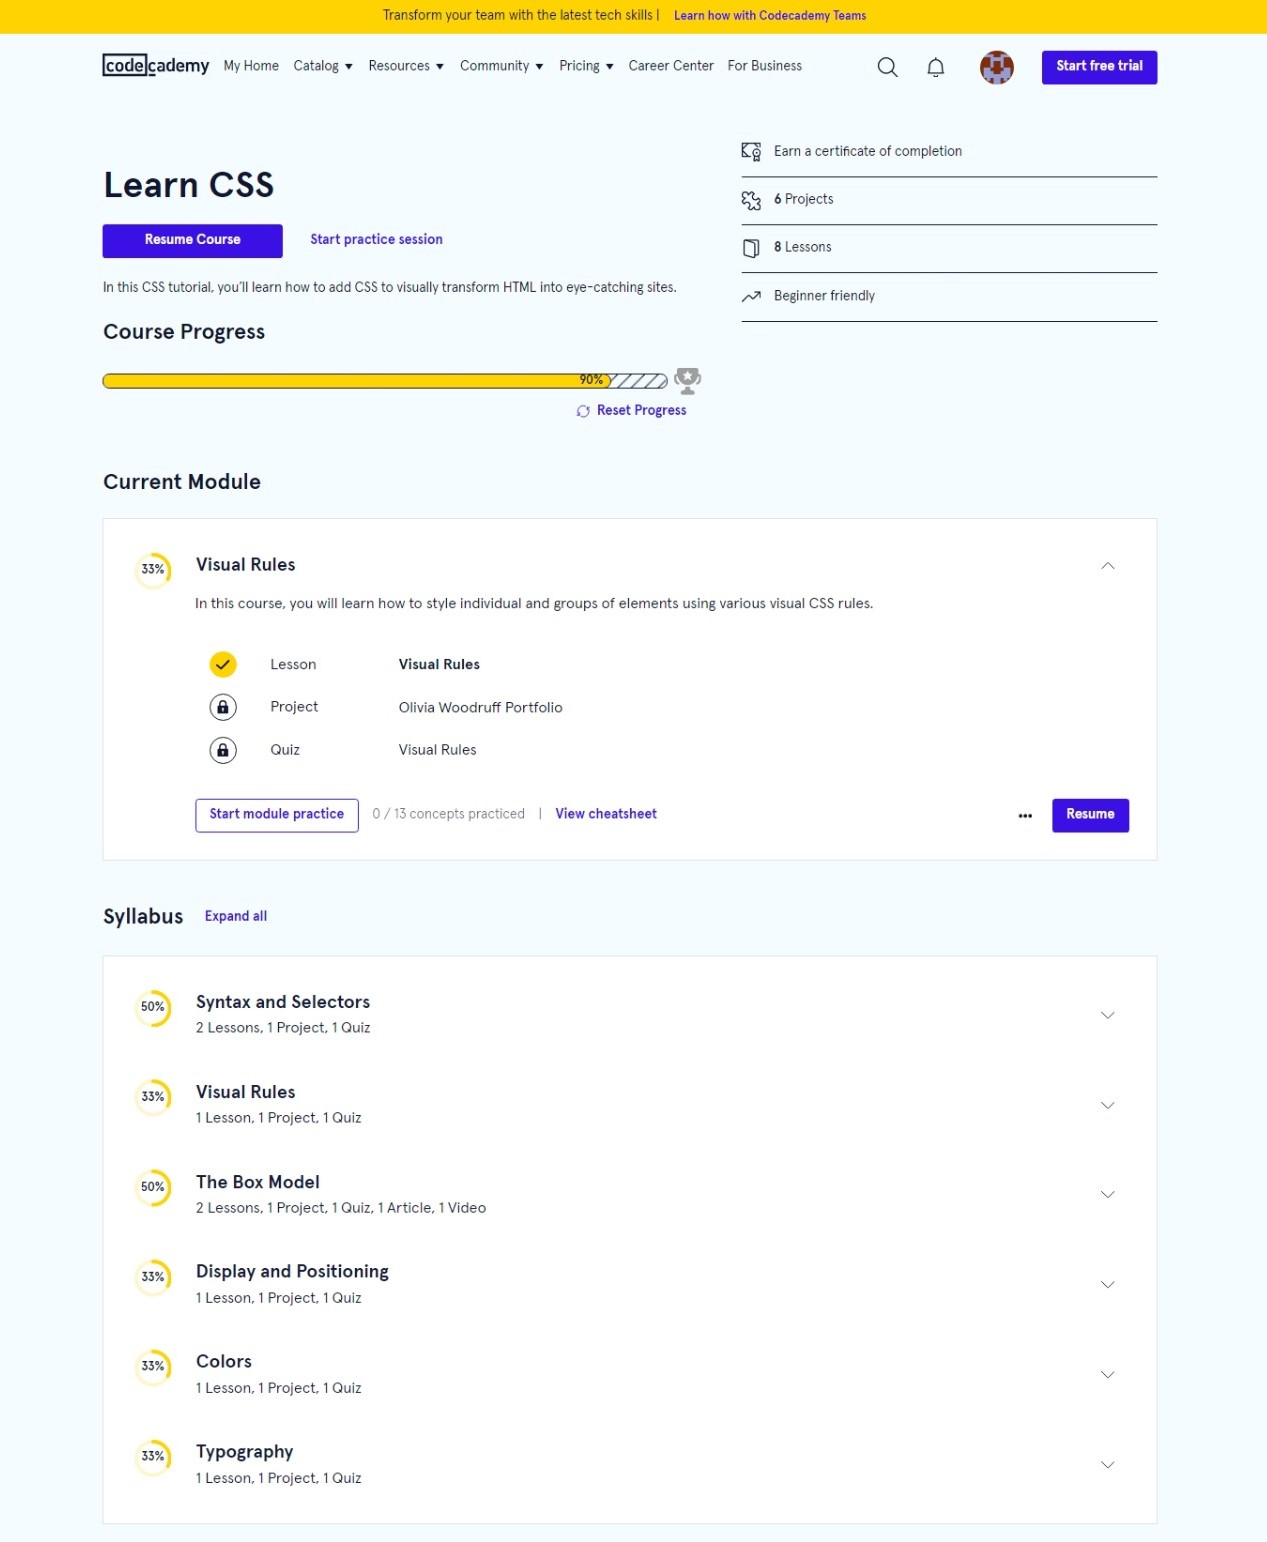 Transform your team with the latest tech skills | Learn how with Codecademy Teams
codecademy My Home Catalog Resources Community Pricing Career Center For Business Start free trial
Earn a certificate of completion
6 Projects
8 Lessons
Beginner friendly
Learn CSS
Resume Course Start practice session
In this CSS tutorial, you'll learn how to add CSS to visually transform HTML into eye-catching sites.
Course Progress
90%
Reset Progress
Current Module
33% Visual Rules
In this course, you will learn how to style individual and groups of elements using various visual CSS rules.
Lesson Visual Rules
Project Olivia Woodruff Portfolio
Quiz Visual Rules
Start module practice 0 / 13 concepts practiced | View cheatsheet ••• Resume
Syllabus Expand all
50% Syntax and Selectors
2 Lessons, 1 Project, 1 Quiz
33% Visual Rules
1 Lesson, 1 Project, 1 Quiz
50% The Box Model
2 Lessons, 1 Project, 1 Quiz, 1 Article, 1 Video
33% Display and Positioning
1 Lesson, 1 Project, 1 Quiz
33% Colors
1 Lesson, 1 Project, 1 Quiz
33% Typography
1 Lesson, 1 Project, 1 Quiz